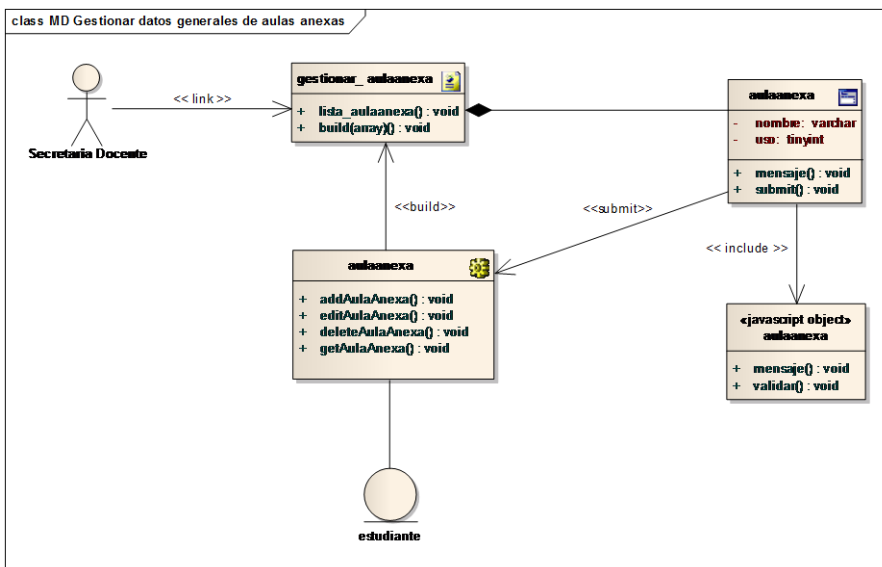 class MD Gestionar datos generales de aulas anexas
Secretaria Docente
<< link >>
gestionar_ aulaanexa
+ lista_aulaanexa() : void
+ build(array)() : void
aulaanexa
- nombre: varchar
- uso: tinyint
+ mensaje() : void
+ submit() : void
<<build>>
<<submit>>
<< include >>
aulaanexa
+ addAulaAnexa() : void
+ editAulaAnexa() : void
+ deleteAulaAnexa() : void
+ getAulaAnexa() : void
«javascript object»
aulaanexa
+ mensaje() : void
+ validar() : void
estudiante